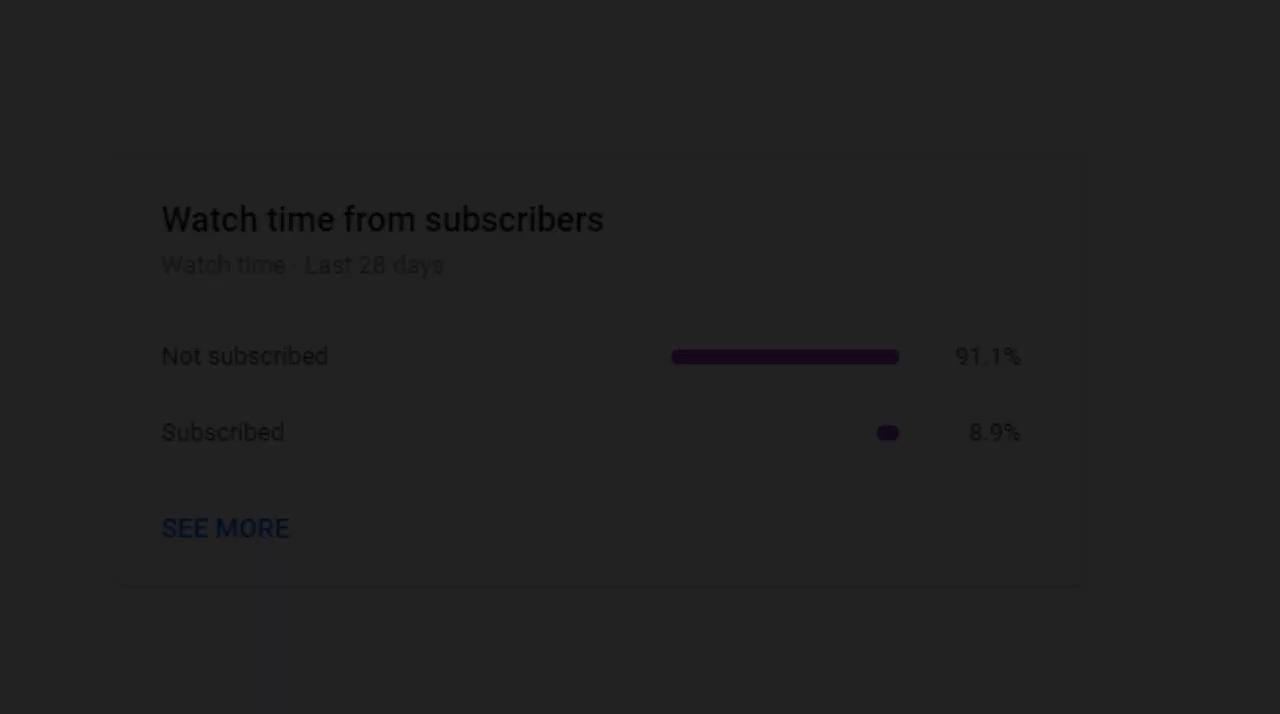 Watch time from subscribers
Watch time · Last 28 days
Not subscribed 91.1%
Subscribed 8.9%
SEE MORE